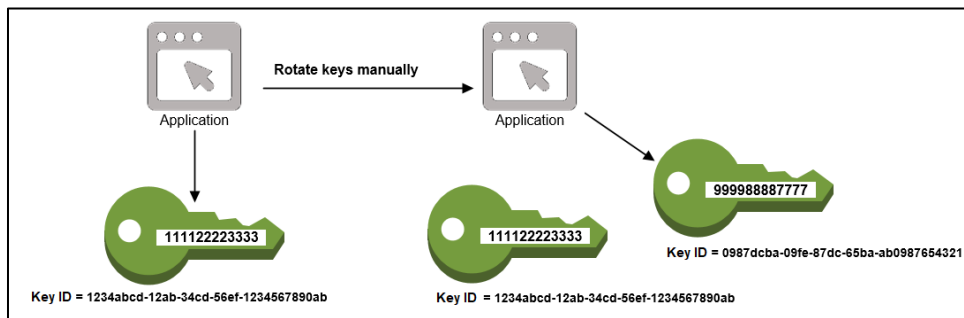 Rotate keys manually
Application
Application
999988887777
111122223333
111122223333
Key ID = 0987dcba-09fe-87dc-65ba-ab0987654321
Key ID = 1234abcd-12ab-34cd-56ef-1234567890ab
Key ID = 1234abcd-12ab-34cd-56ef-1234567890ab